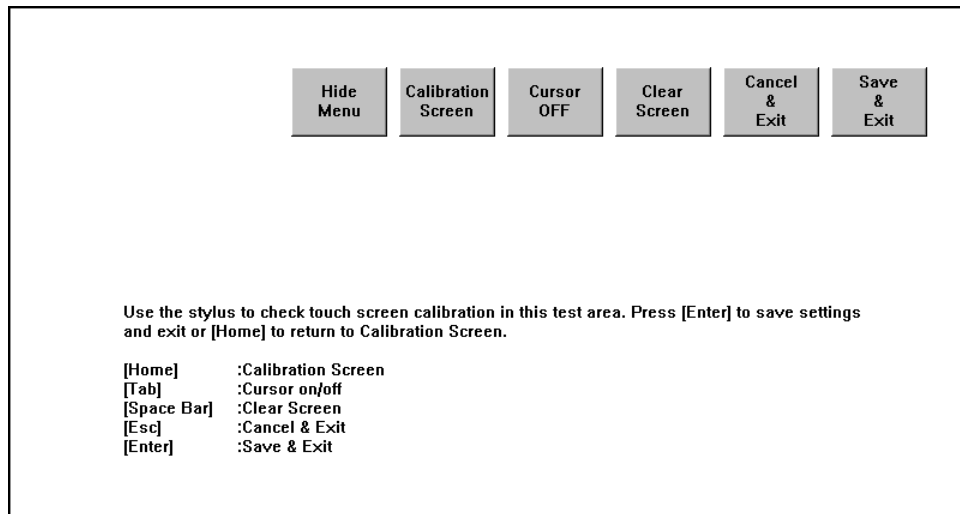 Hide
Menu
Calibration
Screen
Cursor
OFF
Clear
Screen
Cancel
&
Exit
Save
&
Exit
Use the stylus to check touch screen calibration in this test area. Press [Enter] to save settings
and exit or [Home] to return to Calibration Screen.
[Home] :Calibration Screen
[Tab] :Cursor on/off
[Space Bar] :Clear Screen
[Esc] :Cancel & Exit
[Enter] :Save & Exit